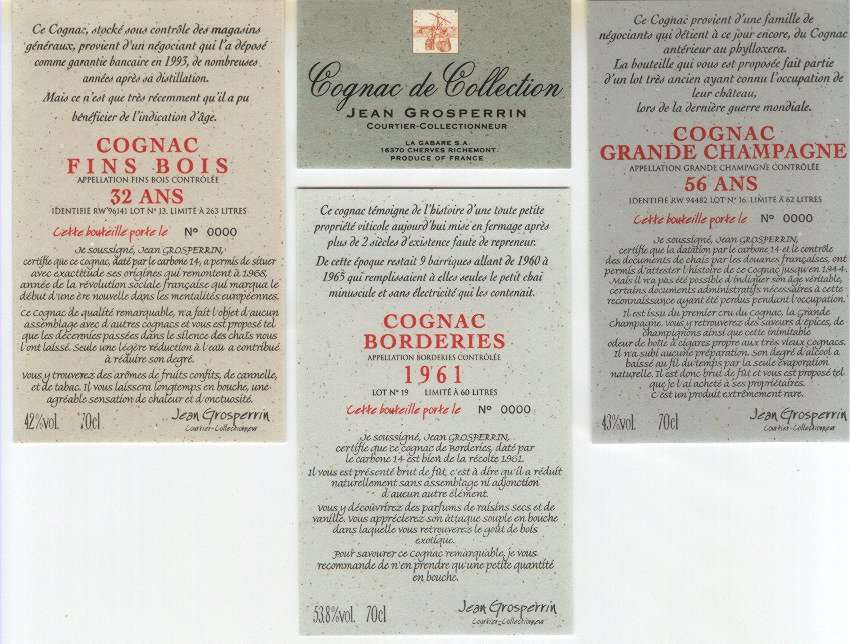 Ce Cognac, stocké sous contrôle des magasins
généraux, provient d'un négociant qui l'a déposé
comme garantie bancaire en 1993, de nombreuses
années après sa distillation.
Mais ce n'est que très récemment qu'il a pu
bénéficier de l'indication d'âge.
COGNAC
FINS BOIS
APPELLATION FINS BOIS CONTRÔLÉE
32 ANS
IDENTIFIÉ RW 96141 LOT N° 13. LIMITÉ À 263 LITRES
Cette bouteille porte le N° 0000
Je soussigné, Jean GROSPERRIN,
certifie que ce cognac, daté par le carbone 14, a permis de situer
avec exactitude ses origines qui remontent à 1968,
année de la révolution sociale française qui marqua le
début d'une ère nouvelle dans les mentalités européennes.
Ce Cognac de qualité remarquable, n'a fait l'objet d'aucun
assemblage avec d'autres cognacs et vous est proposé tel
que les décennies passées dans le silence des chais nous
l'ont laissé. Seule une légère réduction à l'eau a contribué
à réduire son degré.
Vous y trouverez des arômes de fruits confits, de cannelle,
et de tabac. Il vous laissera longtemps en bouche, une
agréable sensation de chaleur et d'onctuosité.
Jean Grosperrin
42%vol. 70cl
Courtier-Collectionneur
Cognac de Collection
JEAN GROSPERRIN
COURTIER-COLLECTIONNEUR
LA GABARE S.A.
16370 CHERVES RICHEMONT.
PRODUCE OF FRANCE
Ce cognac témoigne de l'histoire d'une toute petite
propriété viticole aujourd'hui mise en fermage après
plus de 2 siècles d'existence faute de repreneur.
De cette époque restait 9 barriques allant de 1960 à
1965 qui remplissaient à elles seules le petit chai
minuscule et sans électricité qui les contenait.
COGNAC
BORDERIES
APPELLATION BORDERIES CONTRÔLÉE
1961
LOT N° 19 LIMITÉ À 60 LITRES
Cette bouteille porte le N° 0000
Je soussigné, Jean GROSPERRIN,
certifie que ce cognac de Borderies, daté par
le carbone 14 est bien de la récolte 1961.
Il vous est présenté brut de fût, c'est à dire qu'il a réduit
naturellement sans assemblage ni adjonction
d'aucun autre élément.
Vous y découvrirez des parfums de raisins secs et de
vanille. Vous apprécierez son attaque souple en bouche
dans laquelle vous retrouverez le goût de bois
exotique.
Pour savourer ce Cognac remarquable, je vous
recommande de n'en prendre qu'une petite quantité
en bouche.
Jean Grosperrin
53,8%vol. 70cl
Courtier-Collectionneur
Ce Cognac provient d'une famille de
négociants qui détient à ce jour encore, du Cognac
antérieur au phylloxera.
La bouteille qui vous est proposée fait partie
d'un lot très ancien ayant connu l'occupation de
leur château,
lors de la dernière guerre mondiale.
COGNAC
GRANDE CHAMPAGNE
APPELLATION GRANDE CHAMPAGNE CONTRÔLÉE
56 ANS
IDENTIFIÉ RW 94482 LOT N° 16. LIMITÉ À 62 LITRES
Cette bouteille porte le N° 0000
Je soussigné, Jean GROSPERRIN,
certifie que la datation par le carbone 14 et le contrôle
des documents de chais par les douanes françaises, ont
permis d'attester l'histoire de ce Cognac jusqu'en 1944.
Mais il n'a pas été possible d'indiquer son âge véritable,
certains documents administratifs nécessaires à cette
reconnaissance ayant été perdus pendant l'occupation.
Il est issu du premier cru du Cognac, la Grande
Champagne, vous y retrouverez des saveurs d'épices, de
champignons ainsi que cette inimitable
odeur de boîte à cigares propre aux très vieux Cognacs.
Il n'a subi aucune préparation. Son degré d'alcool a
baissé au fil du temps par la seule évaporation
naturelle. Il est donc brut de fût et vous est proposé tel
que je l'ai acheté à ses propriétaires.
C'est un produit extrêmement rare.
Jean Grosperrin
43%vol. 70cl
Courtier-Collectionneur